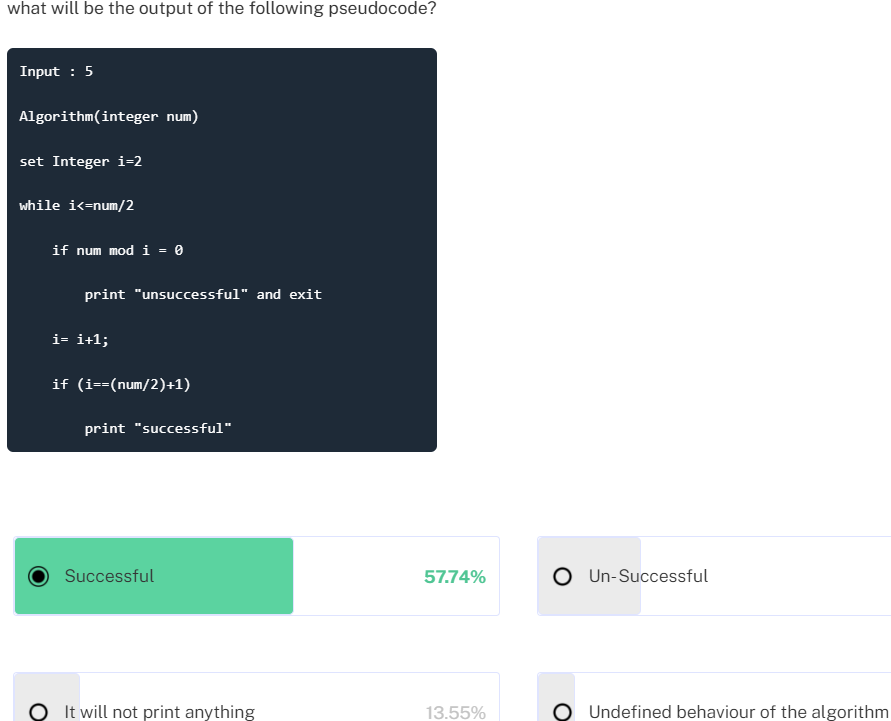 what will be the output of the following pseudocode?
Input : 5
Algorithm(integer num)
set Integer i=2
while i<=num/2
if num mod i = 0
print "unsuccessful" and exit
i= i+1;
if (i==(num/2)+1)
print "successful"
Successful 57.74%
Un-Successful
It will not print anything 13.55%
Undefined behaviour of the algorithm